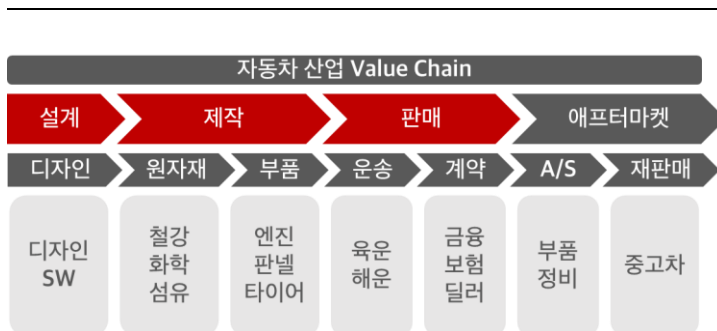 자동차 산업 Value Chain
설계 제작 판매 애프터마켓
디자인 원자재 부품 운송 계약 A/S 재판매
디자인
SW
철강
화학
섬유
엔진
판넬
타이어
육운
해운
금융
보험
딜러
부품
정비
중고차